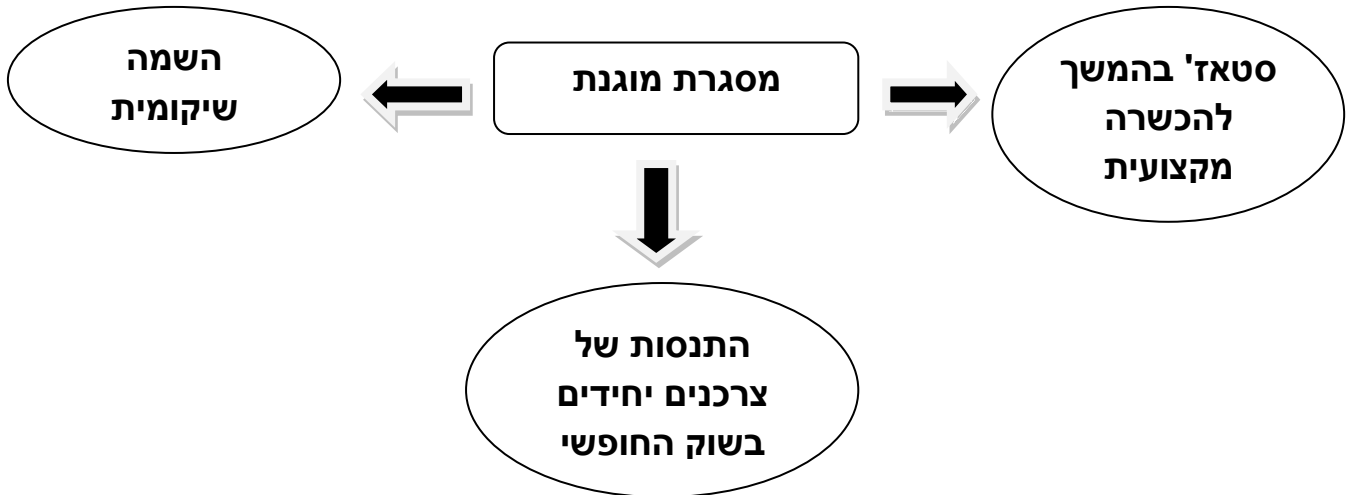 מסגרת מוגנת
סטאז' בהמשך
להכשרה
מקצועית
השמה
שיקומית
התנסות של
צרכנים יחידים
בשוק החופשי